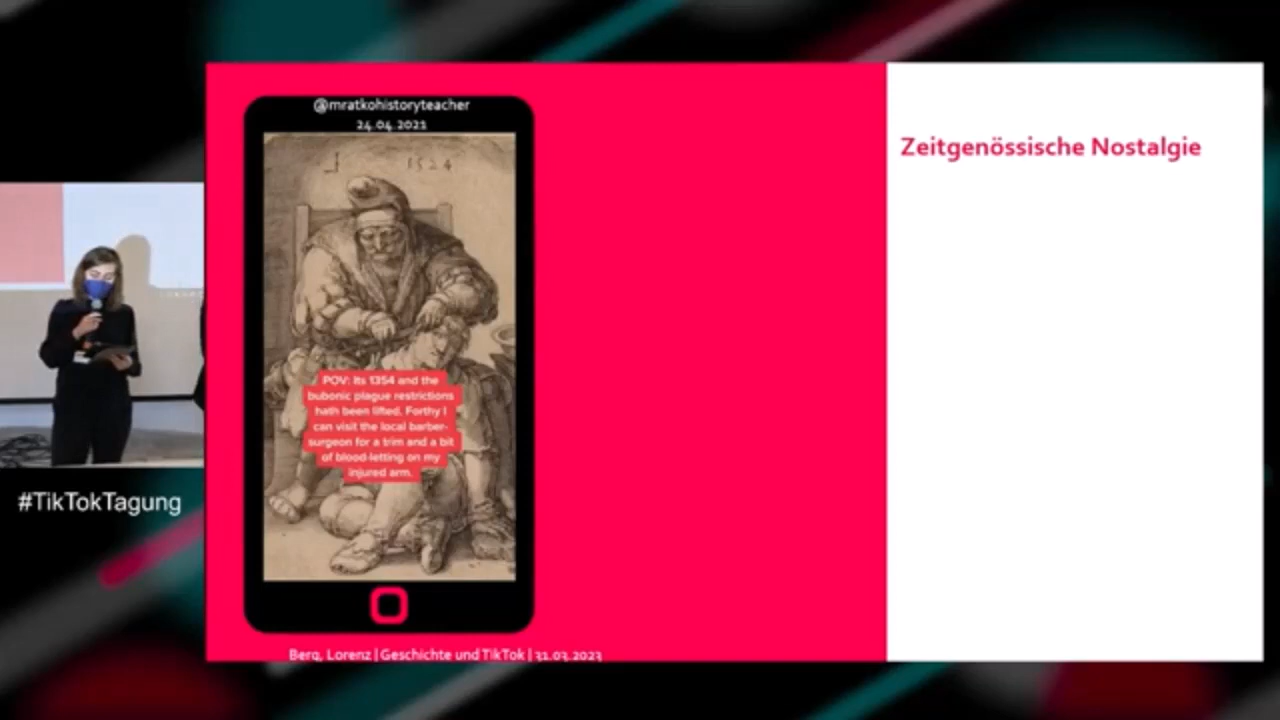 @mratkohistoryteacher
24.04.2021
1524
POV: Its 1354 and the
bubonic plague restrictions
hath been lifted. Forthy I
can visit the local barber-
surgeon for a trim and a bit
of blood-letting on my
injured arm.
Zeitgenössische Nostalgie
#TikTokTagung
Berg, Lorenz | Geschichte und TikTok | 31.03.2023